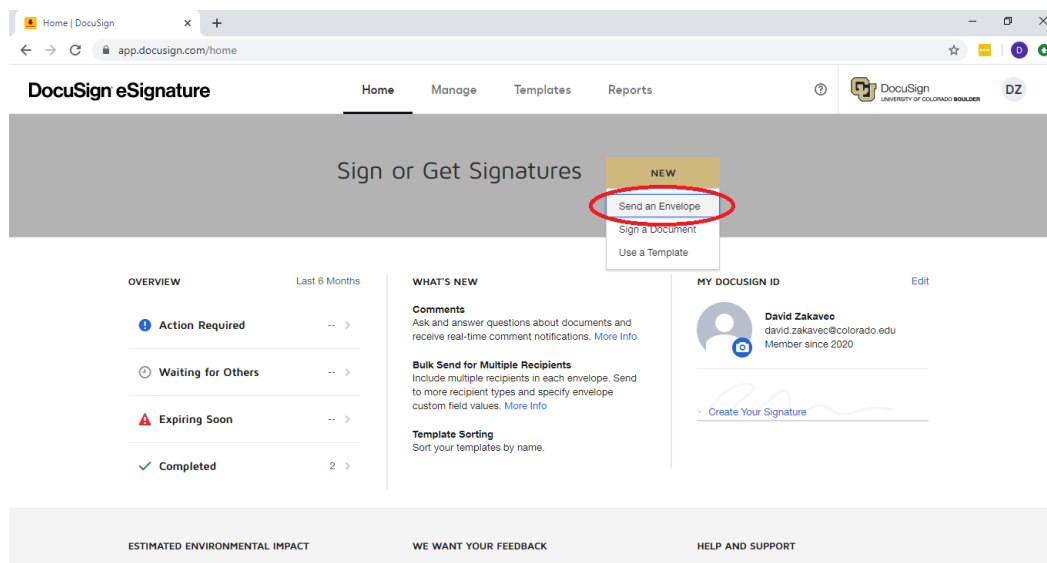 Home | DocuSign
app.docusign.com/home
D
DocuSign eSignature
Home
Manage
Templates
Reports
DocuSign
UNIVERSITY OF COLORADO BOULDER
DZ
Sign or Get Signatures
NEW
Send an Envelope
Sign a Document
Use a Template
OVERVIEW
Last 6 Months
Action Required
--
Waiting for Others
--
Expiring Soon
--
Completed
2
WHAT'S NEW
Comments
Ask and answer questions about documents and
receive real-time comment notifications. More Info
Bulk Send for Multiple Recipients
Include multiple recipients in each envelope. Send
to more recipient types and specify envelope
custom field values. More Info
Template Sorting
Sort your templates by name.
MY DOCUSIGN ID
Edit
David Zakavec
david.zakavec@colorado.edu
Member since 2020
Create Your Signature
ESTIMATED ENVIRONMENTAL IMPACT
WE WANT YOUR FEEDBACK
HELP AND SUPPORT